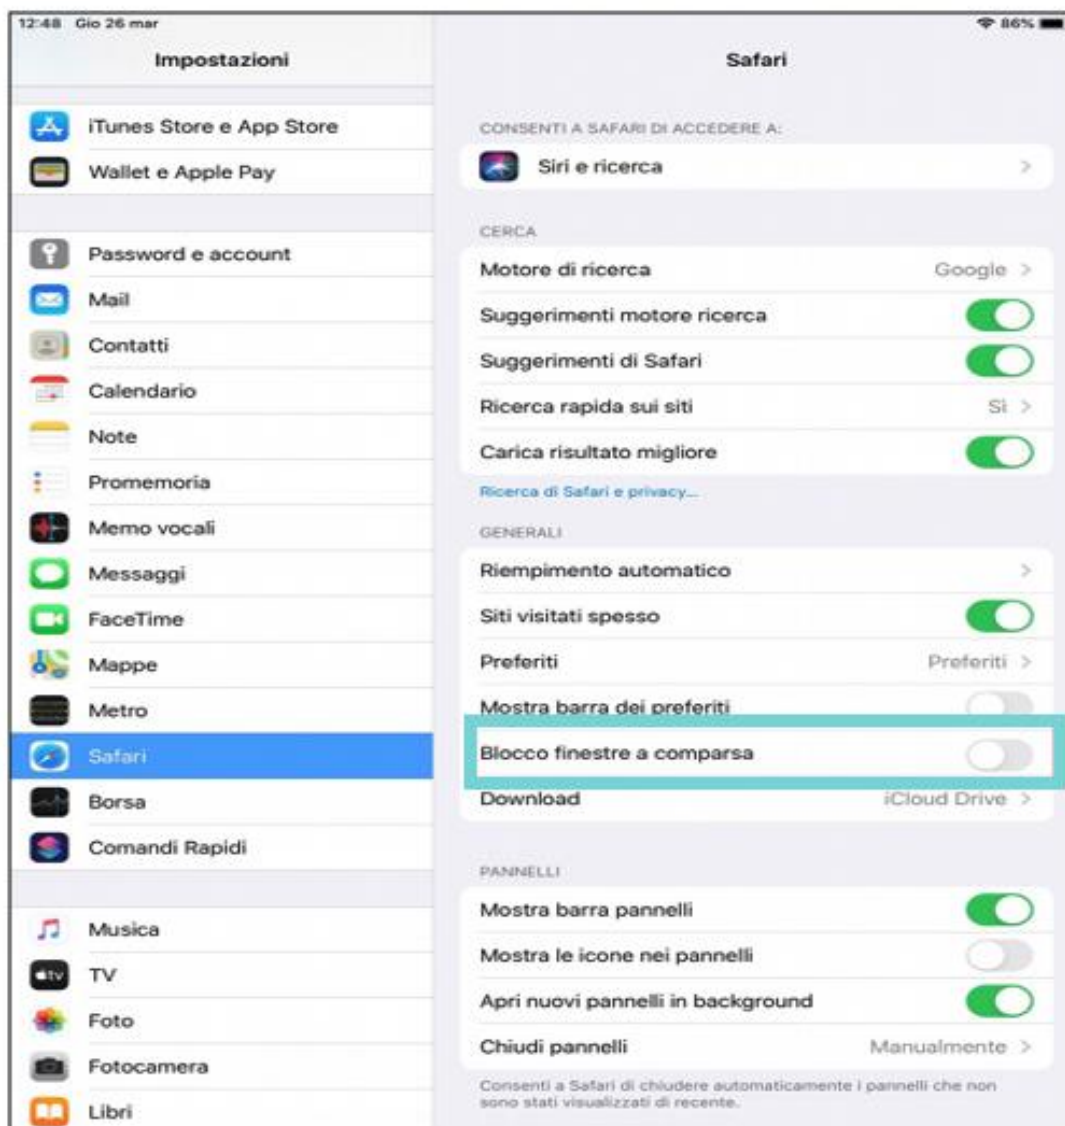 12:48 Gio 26 mar
86%
Impostazioni
iTunes Store e App Store
Wallet e Apple Pay
Password e account
Mail
Contatti
Calendario
Note
Promemoria
Memo vocali
Messaggi
FaceTime
Mappe
Metro
Safari
Borsa
Comandi Rapidi
Musica
tv TV
Foto
Fotocamera
Libri
Safari
CONSENTI A SAFARI DI ACCEDERE A:
Siri e ricerca
CERCA
Motore di ricerca Google
Suggerimenti motore ricerca
Suggerimenti di Safari
Ricerca rapida sui siti Sì
Carica risultato migliore
Ricerca di Safari e privacy...
GENERALI
Riempimento automatico
Siti visitati spesso
Preferiti Preferiti
Mostra barra dei preferiti
Blocco finestre a comparsa
Download iCloud Drive
PANNELLI
Mostra barra pannelli
Mostra le icone nei pannelli
Apri nuovi pannelli in background
Chiudi pannelli Manualmente
Consenti a Safari di chiudere automaticamente i pannelli che non
sono stati visualizzati di recente.